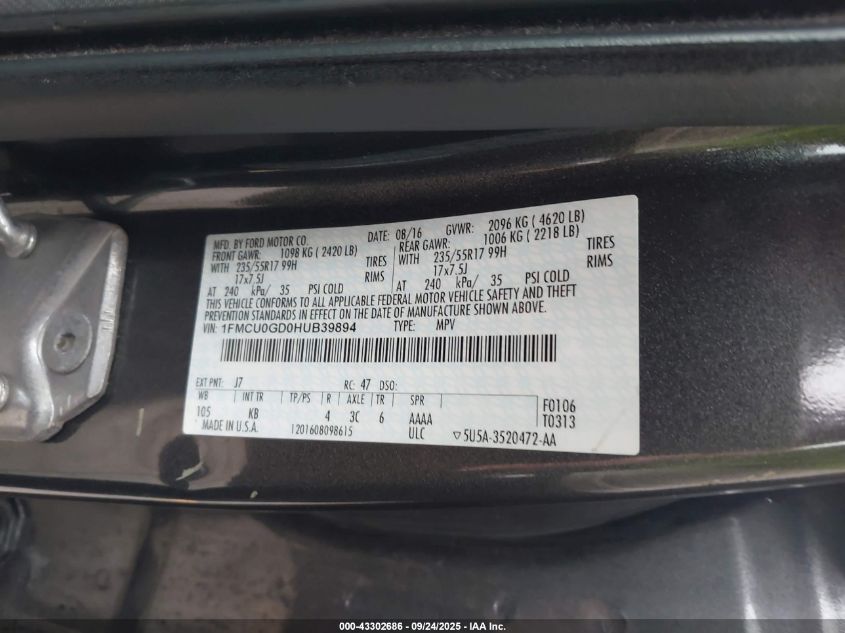 MFD. BY FORD MOTOR CO. DATE: 08/16 GVWR: 2096 KG ( 4620 LB)
FRONT GAWR: 1098 KG ( 2420 LB) REAR GAWR: 1006 KG ( 2218 LB)
WITH 235/55R17 99H TIRES WITH 235/55R17 99H TIRES
17x7.5J RIMS 17x7.5J RIMS
AT 240 kPa/ 35 PSI COLD AT 240 kPa/ 35 PSI COLD
THIS VEHICLE CONFORMS TO ALL APPLICABLE FEDERAL MOTOR VEHICLE SAFETY AND THEFT
PREVENTION STANDARDS IN EFFECT ON THE DATE OF MANUFACTURE SHOWN ABOVE.
VIN: 1FMCU0GD0HUB39894 TYPE: MPV
EXT PNT: J7 RC: 47 DSO:
WB INT TR TP/PS R AXLE TR SPR F0106
105 KB 4 3C 6 AAAA T0313
* MADE IN U.S.A. 1201608098615 ULC ▽5U5A-3520472-AA
000-43302686 - 09/24/2025 - IAA Inc.